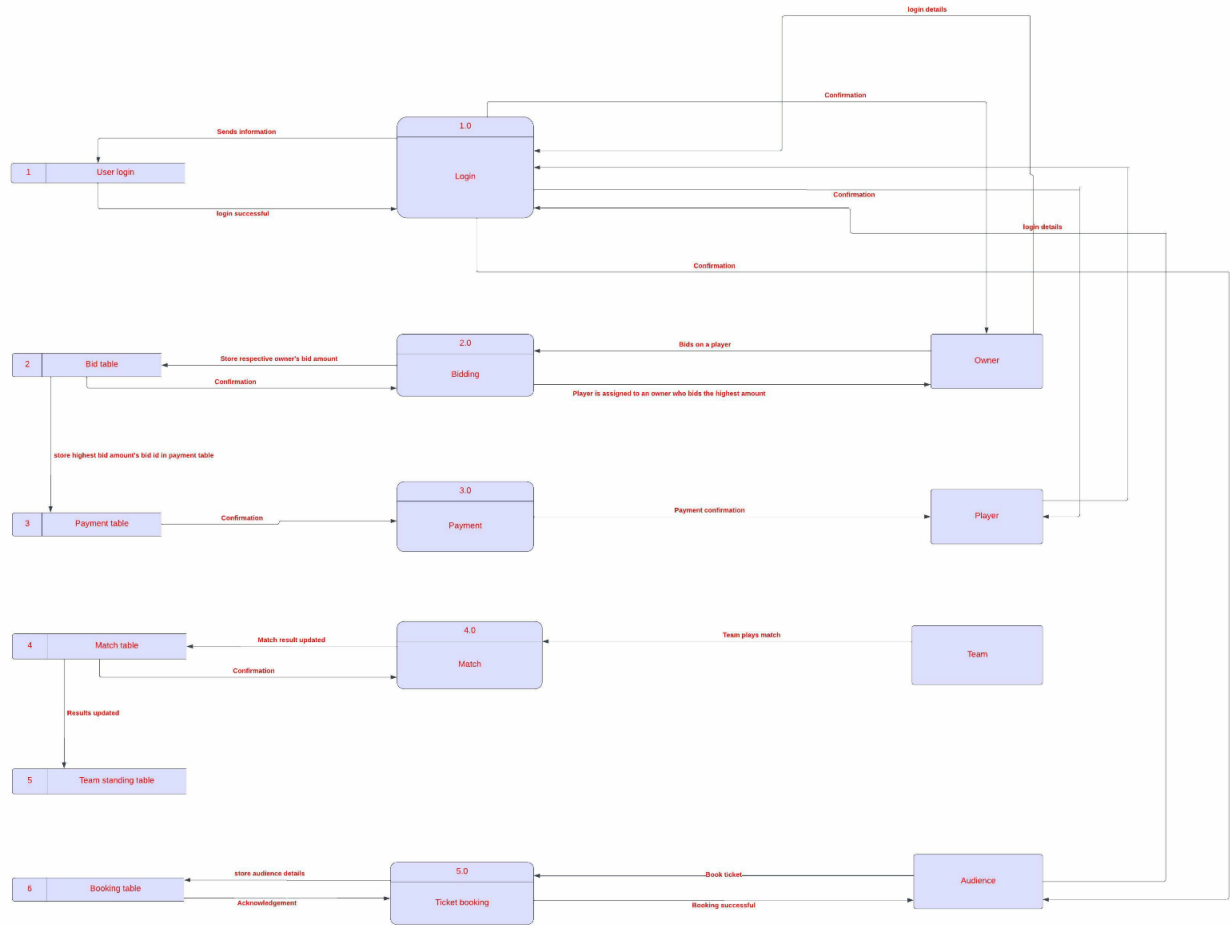 login details
Confirmation
1.0
Sends information
1
User login
Login
Confirmation
login successful
login details
Confirmation
2.0
Bids on a player
Store respective owner's bid amount
2
Bid table
Owner
Bidding
Confirmation
Player is assigned to an owner who bids the highest amount
store highest bid amount's bid id in payment table
3.0
Payment confirmation
Confirmation
3
Payment table
Payment
Player
4.0
Team plays match
Match result updated
4
Match table
Team
Match
Confirmation
Results updated
5
Team standing table
5.0
store audience details
Book ticket
Audience
6
Booking table
Ticket booking
Acknowledgement
Booking successful